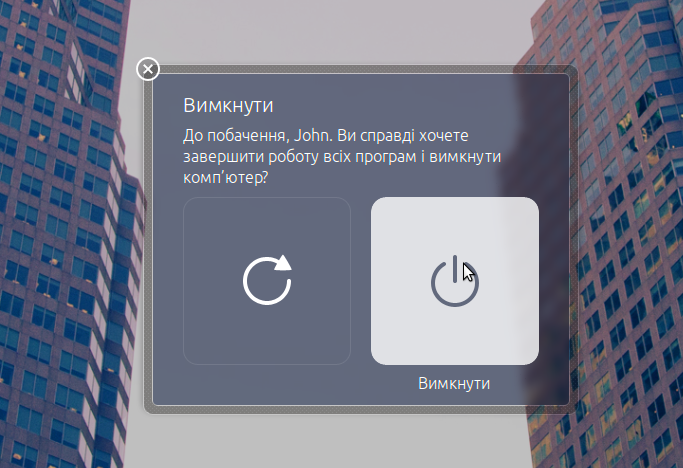 Вимкнути
До побачення, John. Ви справді хочете
завершити роботу всіх програм і вимкнути
комп’ютер?
Вимкнути